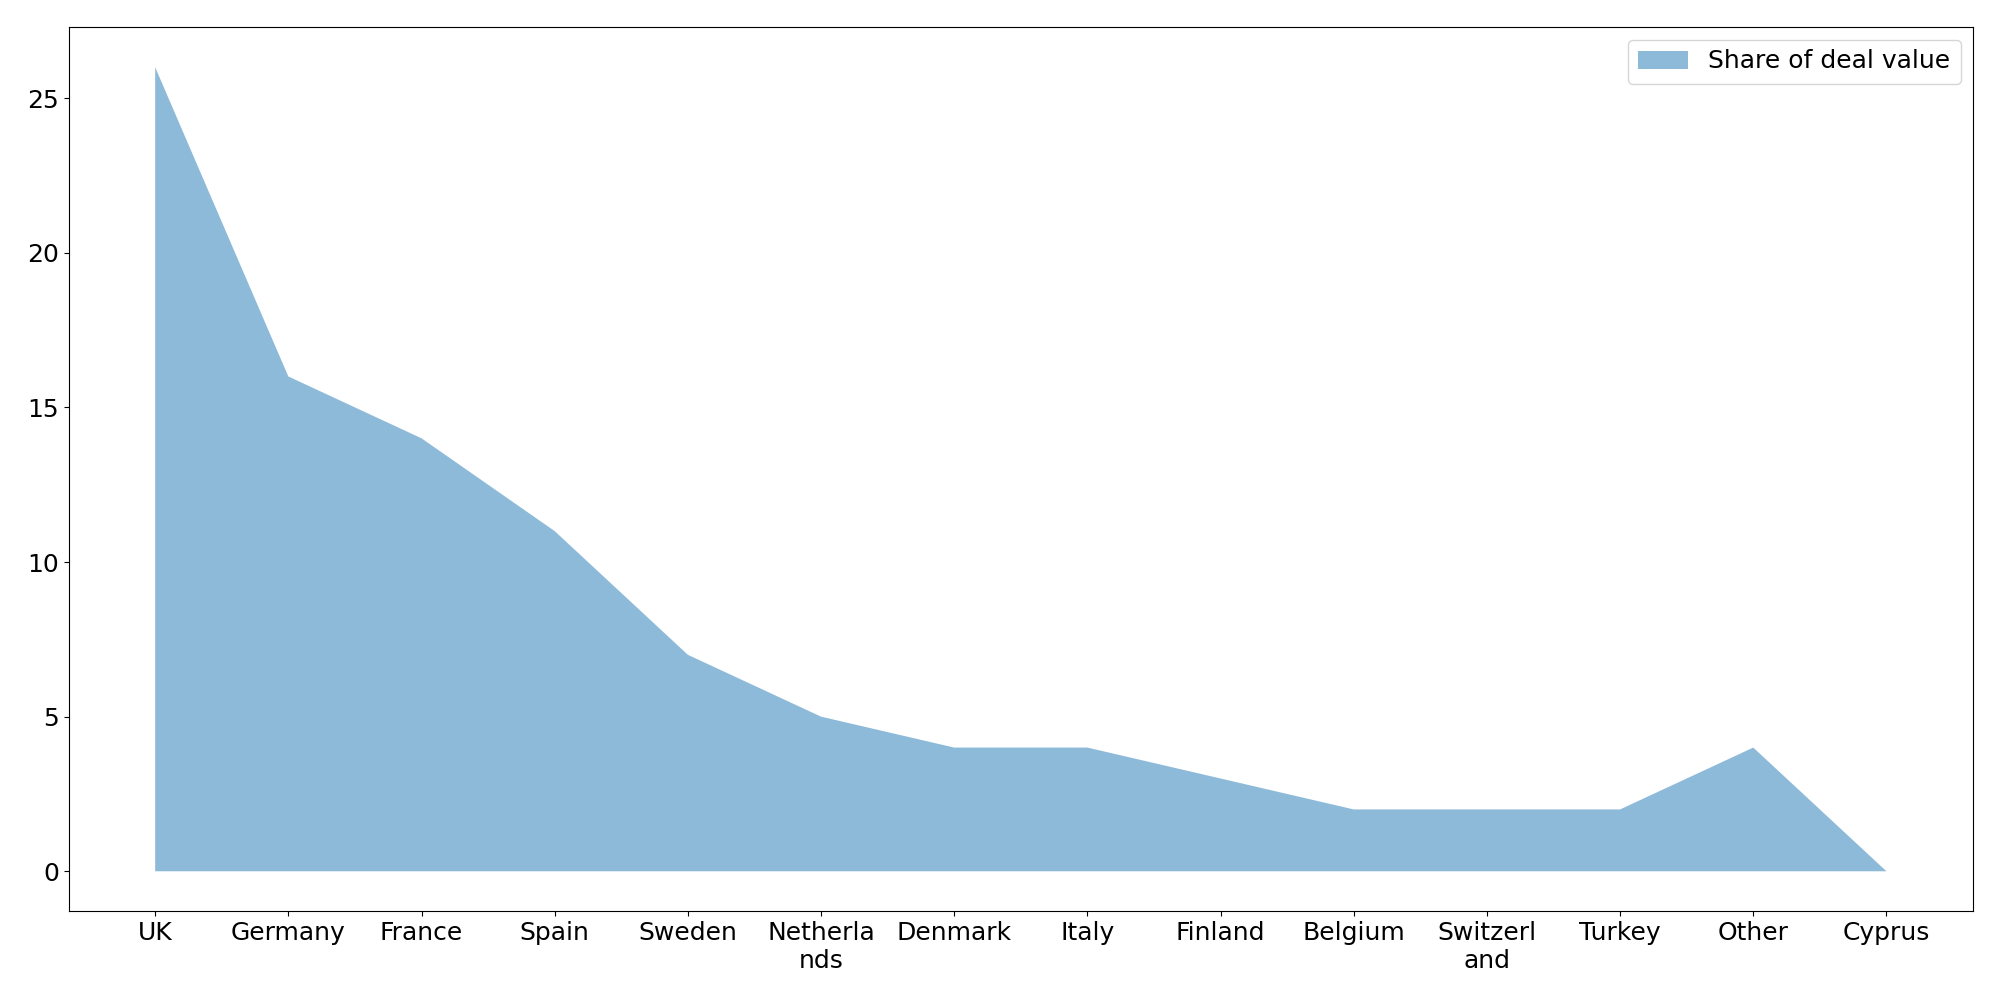 Share of deal value
25
20
15
10
5
0
UK Germany France Spain Sweden Netherla Denmark Italy Finland Belgium Switzerl Turkey Other Cyprus
nds and